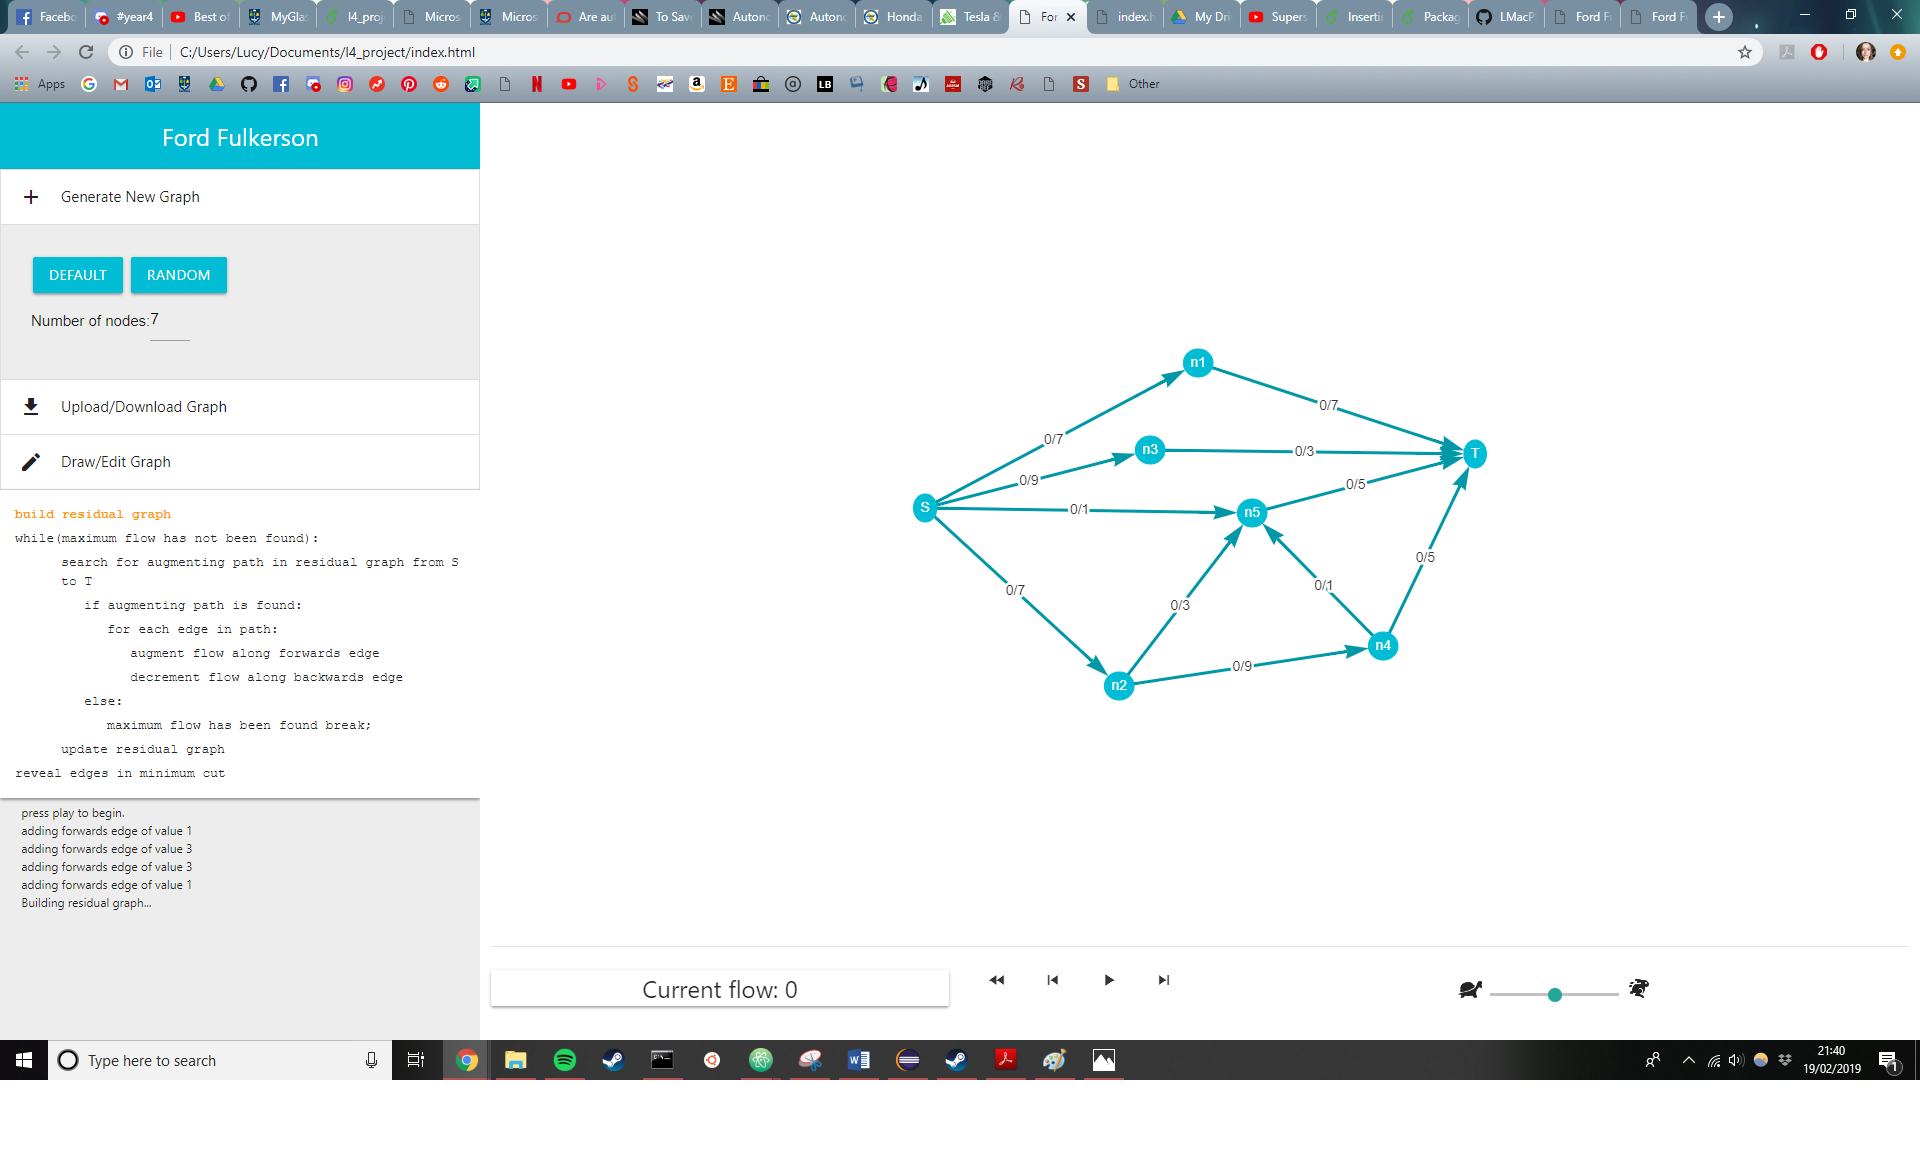 Facebo
#year4
Best of
MyGla
l4_proj
Micros
Micros
Are au
To Save
Autono
Autono
Honda
Tesla &
For
index.h
My Dri
Supers
Inserti
Packag
LMacP
Ford F
Ford F
File C:/Users/Lucy/Documents/l4_project/index.html
Apps
Other
Ford Fulkerson
Generate New Graph
DEFAULT RANDOM
Number of nodes:7
Upload/Download Graph
Draw/Edit Graph
build residual graph
while(maximum flow has not been found):
search for augmenting path in residual graph from S
to T
if augmenting path is found:
for each edge in path:
augment flow along forwards edge
decrement flow along backwards edge
else:
maximum flow has been found break;
update residual graph
reveal edges in minimum cut
press play to begin.
adding forwards edge of value 1
adding forwards edge of value 3
adding forwards edge of value 3
adding forwards edge of value 1
Building residual graph...
n1
0/7
0/7
n3
0/3
T
0/9
0/5
S
0/1
n5
0/5
0/7
0/3
0/1
n4
0/9
n2
Current flow: 0
Type here to search
21:40
19/02/2019
1